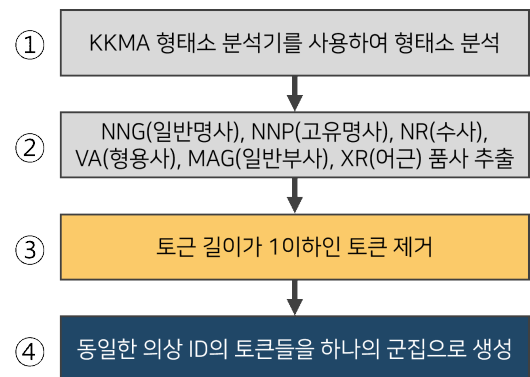 ① KKMA 형태소 분석기를 사용하여 형태소 분석
② NNG(일반명사), NNP(고유명사), NR(수사),
VA(형용사), MAG(일반부사), XR(어근) 품사 추출
③ 토근 길이가 1이하인 토큰 제거
④ 동일한 의상 ID의 토큰들을 하나의 군집으로 생성